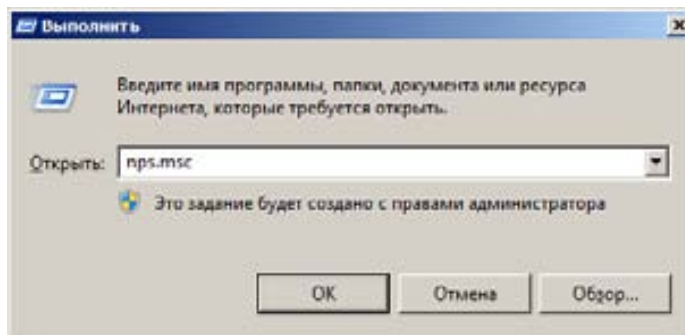 Выполнить
Введите имя программы, папки, документа или ресурса
Интернета, которые требуется открыть.
Открыть: nps.msc
Это задание будет создано с правами администратора
OK Отмена Обзор...